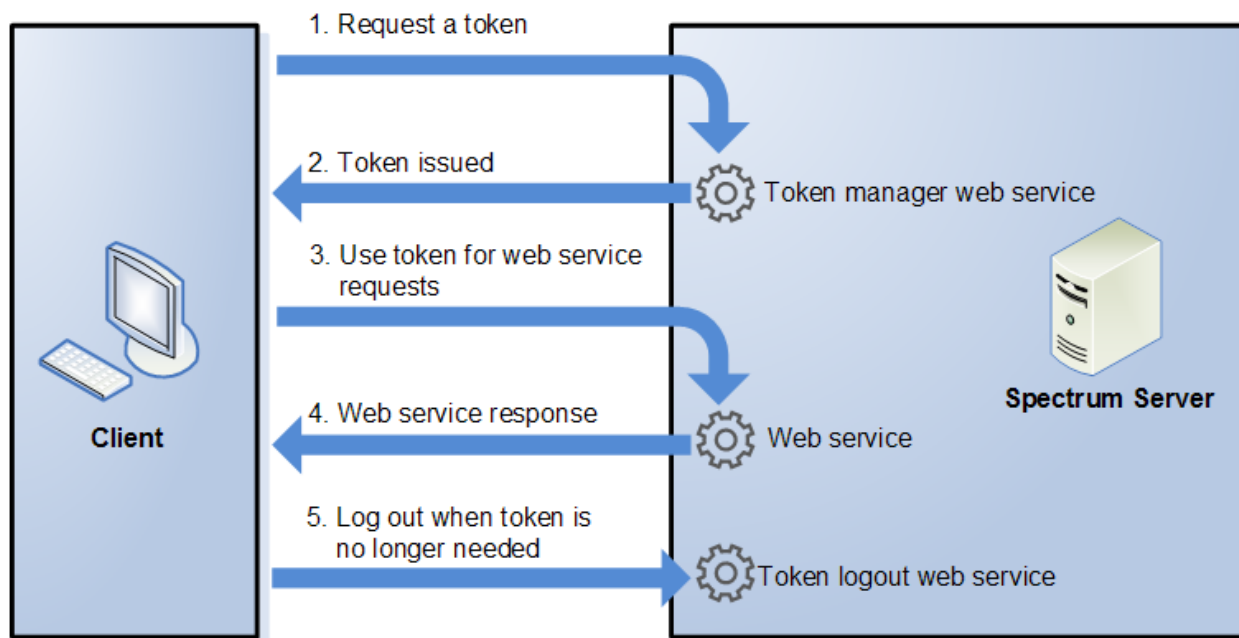 1. Request a token
2. Token issued
Token manager web service
3. Use token for web service
requests
Spectrum Server
4. Web service response
Client
Web service
5. Log out when token is
no longer needed
Token logout web service